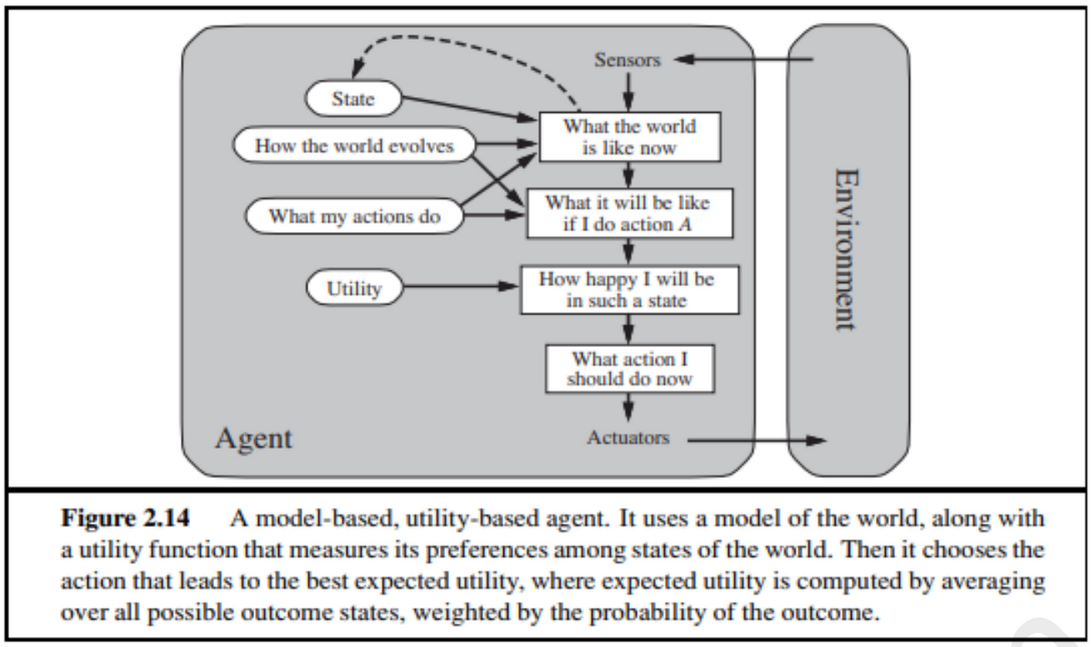 Sensors
State
What the world
is like now
How the world evolves
What it will be like
if I do action A
What my actions do
How happy I will be
in such a state
Utility
What action I
should do now
Agent
Actuators
Environment
Figure 2.14 A model-based, utility-based agent. It uses a model of the world, along with
a utility function that measures its preferences among states of the world. Then it chooses the
action that leads to the best expected utility, where expected utility is computed by averaging
over all possible outcome states, weighted by the probability of the outcome.